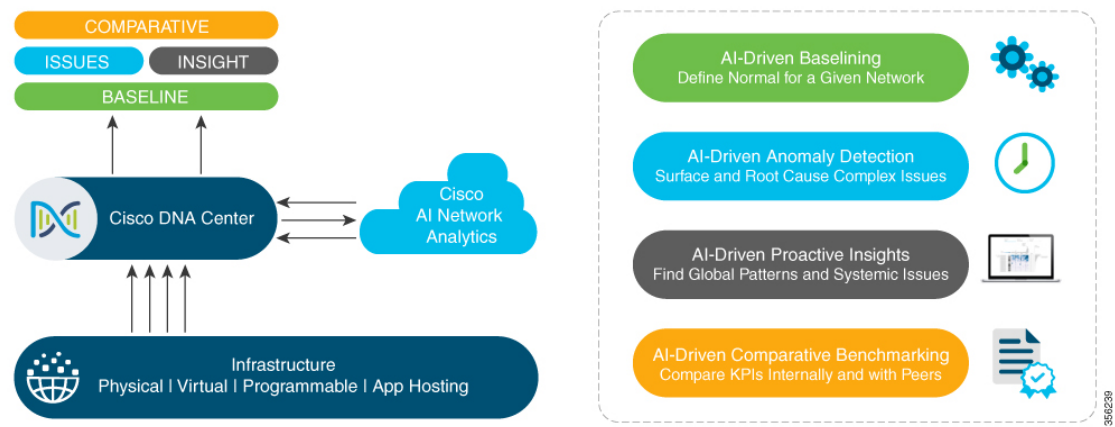 COMPARATIVE
ISSUES
INSIGHT
BASELINE
Cisco DNA Center
Cisco
AI Network
Analytics
Infrastructure
Physical | Virtual | Programmable | App Hosting
AI-Driven Baselining
Define Normal for a Given Network
AI-Driven Anomaly Detection
Surface and Root Cause Complex Issues
AI-Driven Proactive Insights
Find Global Patterns and Systemic Issues
AI-Driven Comparative Benchmarking
Compare KPIs Internally and with Peers
356239